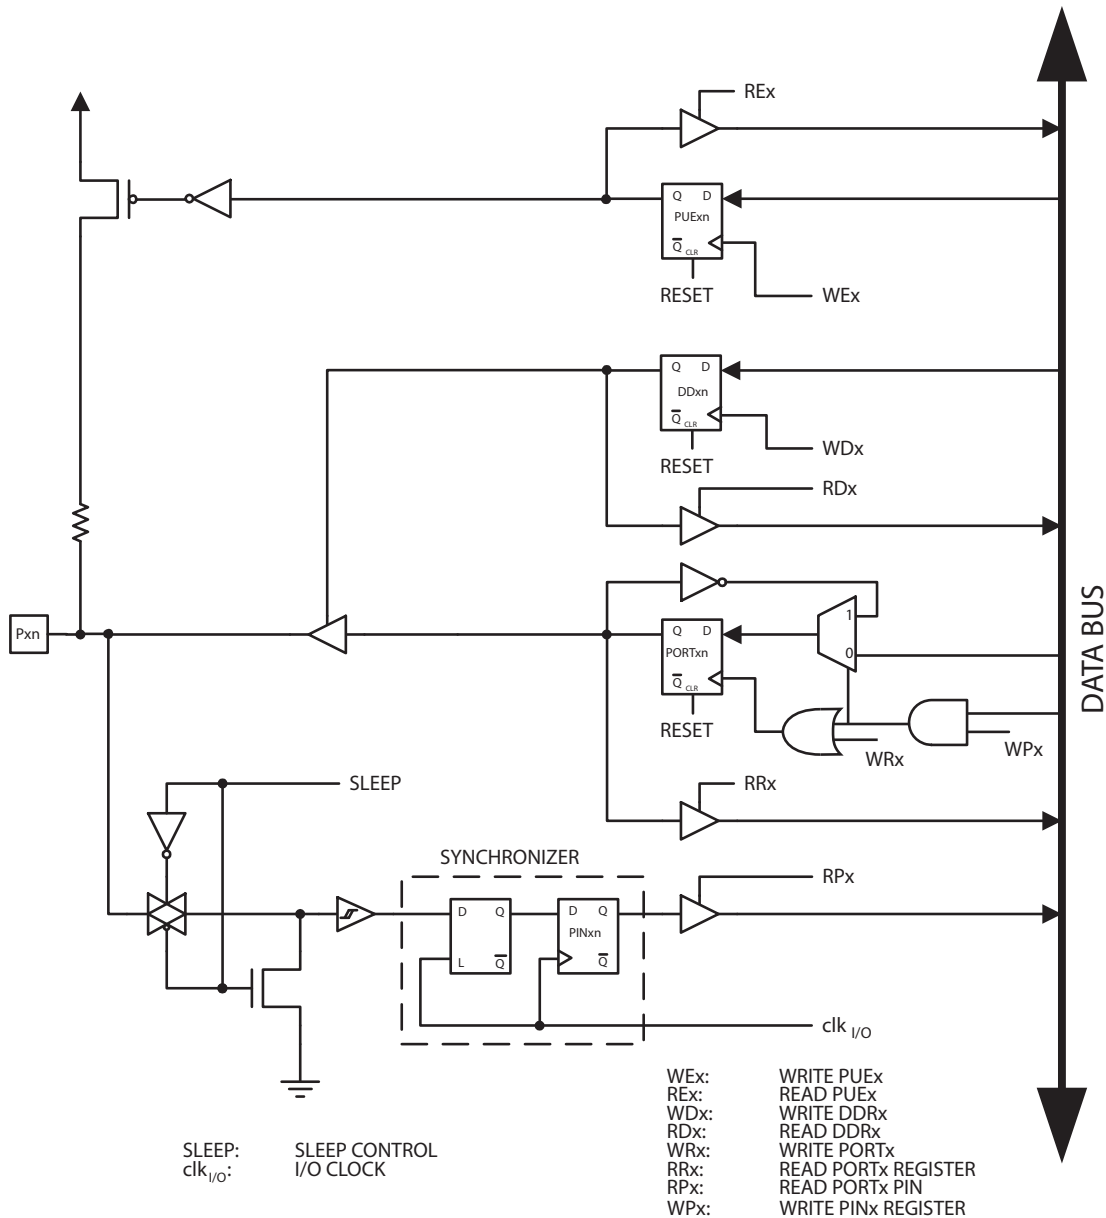 REx
Q D
PUExn
Q CLR
RESET
WEx
Q D
DDxn
Q CLR
WDx
RESET
RDx
1
Pxn
Q D
PORTxn
0
Q CLR
RESET
WRx
WPx
DATA BUS
SLEEP
RRx
SYNCHRONIZER
RPx
D Q
D Q
PINxn
L Q
Q
clk I/O
WEx: WRITE PUEx
REx: READ PUEx
WDx: WRITE DDRx
RDx: READ DDRx
WRx: WRITE PORTx
RRx: READ PORTx REGISTER
RPx: READ PORTx PIN
WPx: WRITE PINx REGISTER
SLEEP: SLEEP CONTROL
clk I/O: I/O CLOCK